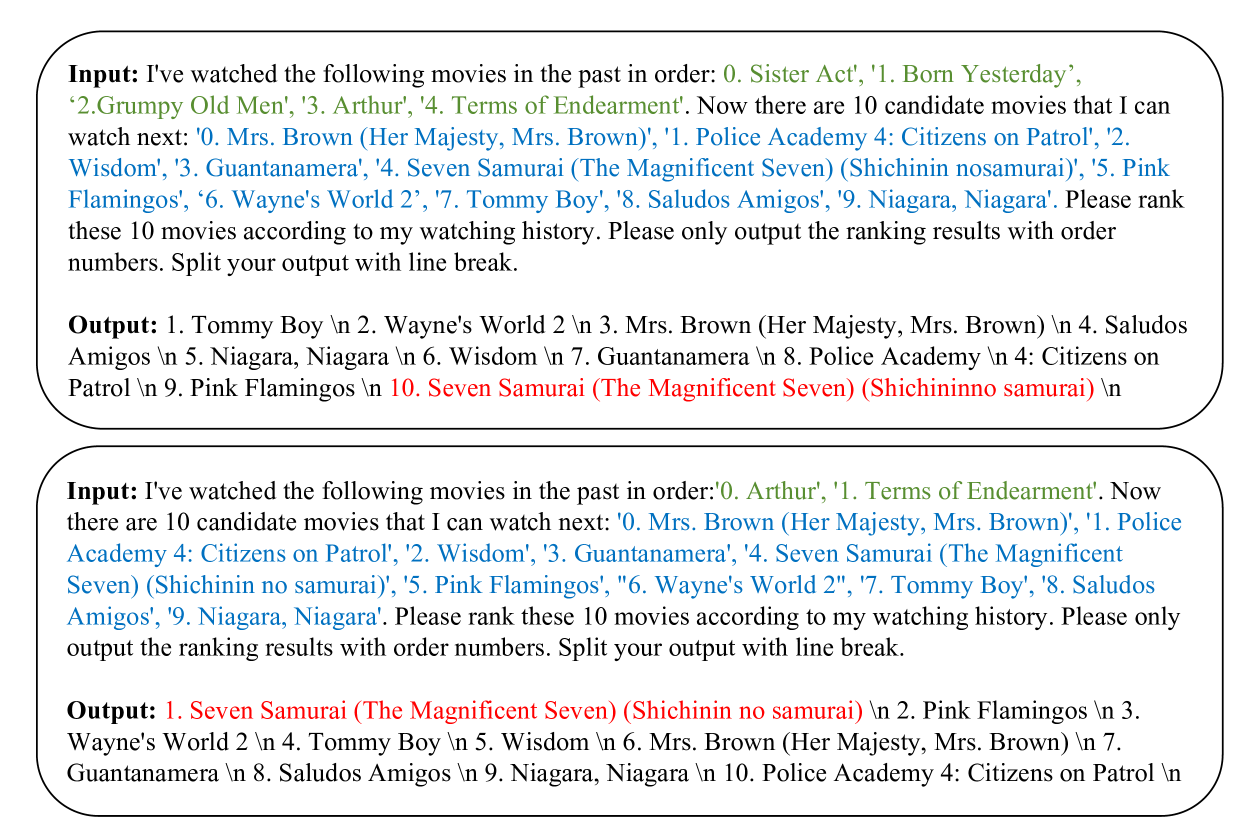 Input: I've watched the following movies in the past in order: 0. Sister Act', '1. Born Yesterday’,
‘2.Grumpy Old Men', '3. Arthur', '4. Terms of Endearment'. Now there are 10 candidate movies that I can
watch next: '0. Mrs. Brown (Her Majesty, Mrs. Brown)', '1. Police Academy 4: Citizens on Patrol', '2.
Wisdom', '3. Guantanamera', '4. Seven Samurai (The Magnificent Seven) (Shichinin nosamurai)', '5. Pink
Flamingos', ‘6. Wayne's World 2’, '7. Tommy Boy', '8. Saludos Amigos', '9. Niagara, Niagara'. Please rank
these 10 movies according to my watching history. Please only output the ranking results with order
numbers. Split your output with line break.
Output: 1. Tommy Boy \n 2. Wayne's World 2 \n 3. Mrs. Brown (Her Majesty, Mrs. Brown) \n 4. Saludos
Amigos \n 5. Niagara, Niagara \n 6. Wisdom \n 7. Guantanamera \n 8. Police Academy \n 4: Citizens on
Patrol \n 9. Pink Flamingos \n 10. Seven Samurai (The Magnificent Seven) (Shichininno samurai) \n
Input: I've watched the following movies in the past in order:'0. Arthur', '1. Terms of Endearment'. Now
there are 10 candidate movies that I can watch next: '0. Mrs. Brown (Her Majesty, Mrs. Brown)', '1. Police
Academy 4: Citizens on Patrol', '2. Wisdom', '3. Guantanamera', '4. Seven Samurai (The Magnificent
Seven) (Shichinin no samurai)', '5. Pink Flamingos', "6. Wayne's World 2", '7. Tommy Boy', '8. Saludos
Amigos', '9. Niagara, Niagara'. Please rank these 10 movies according to my watching history. Please only
output the ranking results with order numbers. Split your output with line break.
Output: 1. Seven Samurai (The Magnificent Seven) (Shichinin no samurai) \n 2. Pink Flamingos \n 3.
Wayne's World 2 \n 4. Tommy Boy \n 5. Wisdom \n 6. Mrs. Brown (Her Majesty, Mrs. Brown) \n 7.
Guantanamera \n 8. Saludos Amigos \n 9. Niagara, Niagara \n 10. Police Academy 4: Citizens on Patrol \n